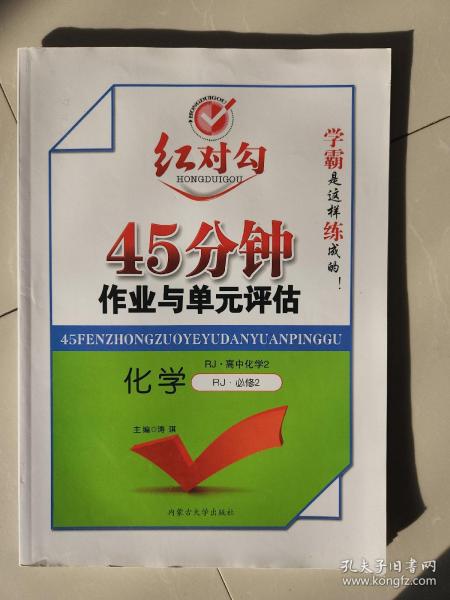 HONGDUIGOU
红对勾
HONGDUIGOU
学霸是这样练成的!
45分钟
作业与单元评估
45FENZHONGZUOYEYUDANYUANPINGGU
化学
RJ·高中化学2
RJ·必修2
主编◎涛琪
内蒙古大学出版社
孔夫子旧书网
www.kongfz.com